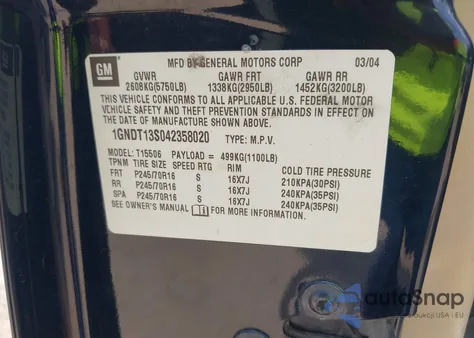 GM
MFD BY GENERAL MOTORS CORP 03/04
GVWR GAWR FRT GAWR RR
2608KG(5750LB) 1338KG(2950LB) 1452KG(3200LB)
THIS VEHICLE CONFORMS TO ALL APPLICABLE U.S. FEDERAL MOTOR
VEHICLE SAFETY AND THEFT PREVENTION STANDARDS IN EFFECT ON
THE DATE OF MANUFACTURE SHOWN ABOVE.
1GNDT13S042358020 TYPE: M.P.V.
MODEL: T15506 PAYLOAD = 499KG(1100LB)
TPNM TIRE SIZE SPEED RTG RIM COLD TIRE PRESSURE
FRT P245/70R16 S 16X7J 210KPA(30PSI)
RR P245/70R16 S 16X7J 240KPA(35PSI)
SPA P245/70R16 S 16X7J 240KPA(35PSI)
SEE OWNER'S MANUAL FOR MORE INFORMATION.
autoSnap
Aukcje USA - EU